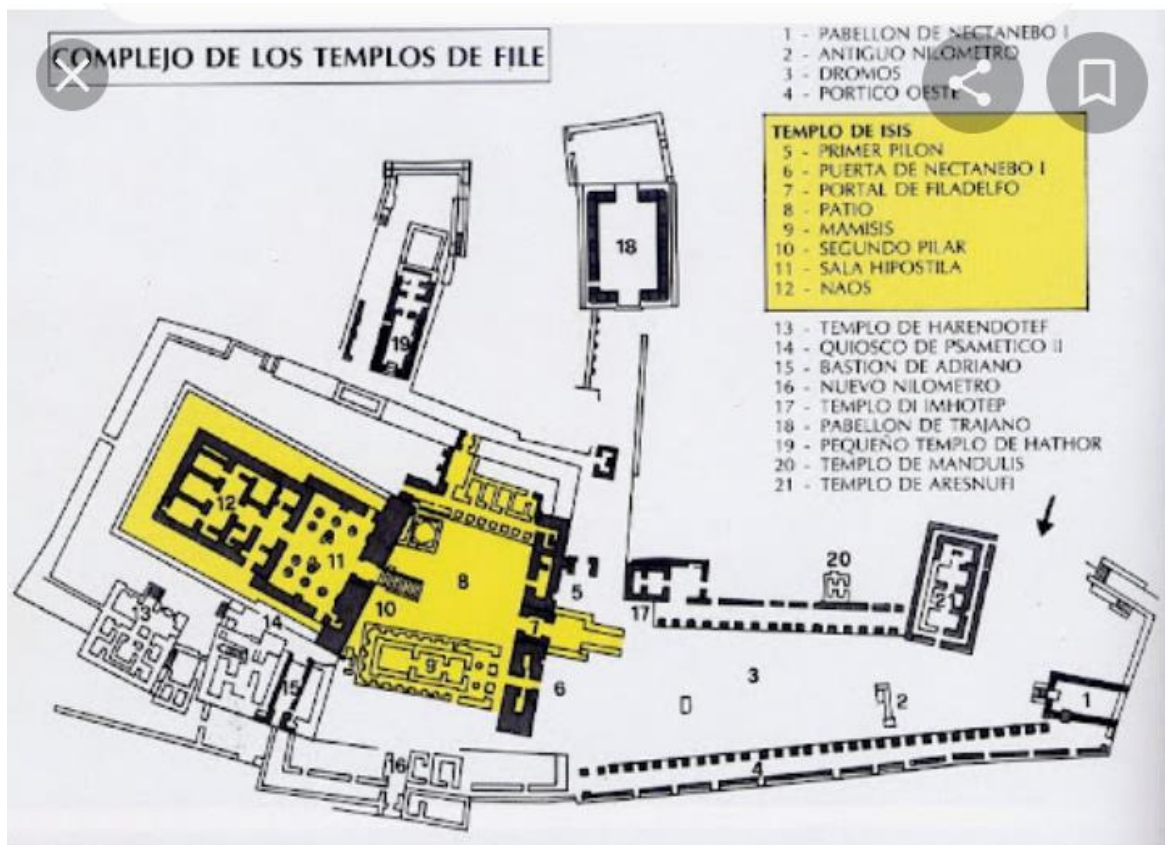 COMPLEJO DE LOS TEMPLOS DE FILE
1 - PABELLON DE NECTANEBO I
2 - ANTIGUO NILOMETRO
3 - DROMOS
4 - PORTICO OESTE
TEMPLO DE ISIS
5 - PRIMER PILON
6 - PUERTA DE NECTANEBO I
7 - PORTAL DE FILADELFO
8 - PATIO
9 - MAMISIS
10 - SEGUNDO PILAR
11 - SALA HIPOSTILA
12 - NAOS
13 - TEMPLO DE HARENDOTEF
14 - QUIOSCO DE PSAMETICO II
15 - BASTION DE ADRIANO
16 - NUEVO NILOMETRO
17 - TEMPLO DI IMHOTEP
18 - PABELLON DE TRAJANO
19 - PEQUEÑO TEMPLO DE HATHOR
20 - TEMPLO DE MANDULIS
21 - TEMPLO DE ARESNUFI
18
19
12
11
8
5
20
13
14
10
7
17
9
15
6
3
2
1
16
4